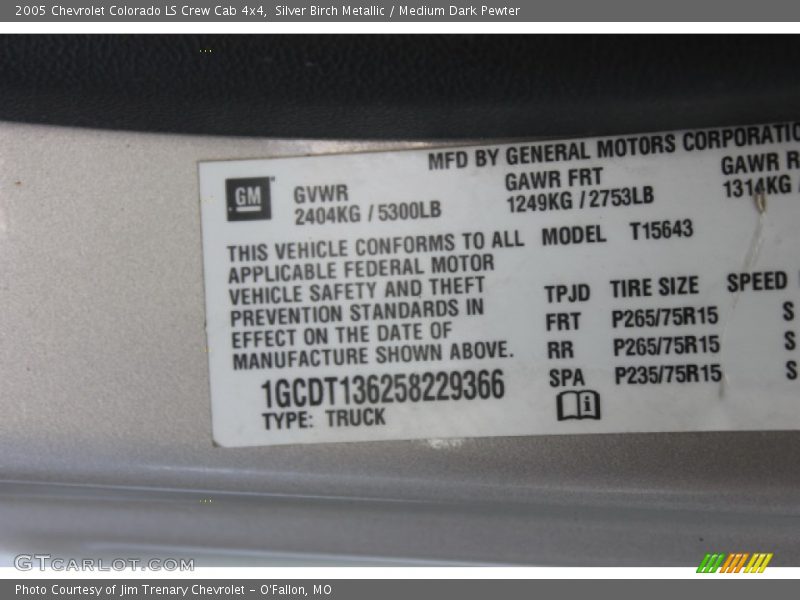 2005 Chevrolet Colorado LS Crew Cab 4x4, Silver Birch Metallic / Medium Dark Pewter
MFD BY GENERAL MOTORS CORPORATIO
GM
GVWR
2404KG / 5300LB
GAWR FRT
1249KG / 2753LB
GAWR R
1314KG /
THIS VEHICLE CONFORMS TO ALL
APPLICABLE FEDERAL MOTOR
VEHICLE SAFETY AND THEFT
PREVENTION STANDARDS IN
EFFECT ON THE DATE OF
MANUFACTURE SHOWN ABOVE.
1GCDT136258229366
TYPE: TRUCK
MODEL T15643
TPJD TIRE SIZE SPEED
FRT P265/75R15 S
RR P265/75R15 S
SPA P235/75R15 S
GTCARLOT.COM
Photo Courtesy of Jim Trenary Chevrolet - O'Fallon, MO